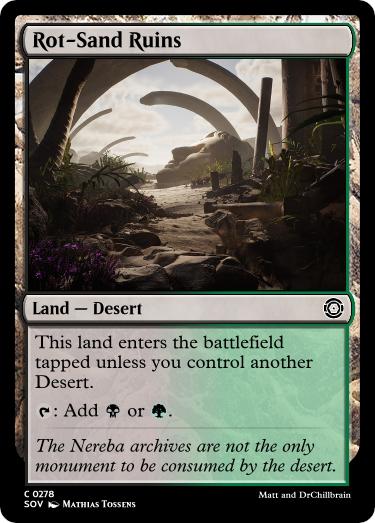 Rot-Sand Ruins
Land — Desert
This land enters the battlefield
tapped unless you control another
Desert.
: Add or .
The Nereba archives are not the only
monument to be consumed by the desert.
C 0278
SOV Mathias Tossens
Matt and DrChillbrain